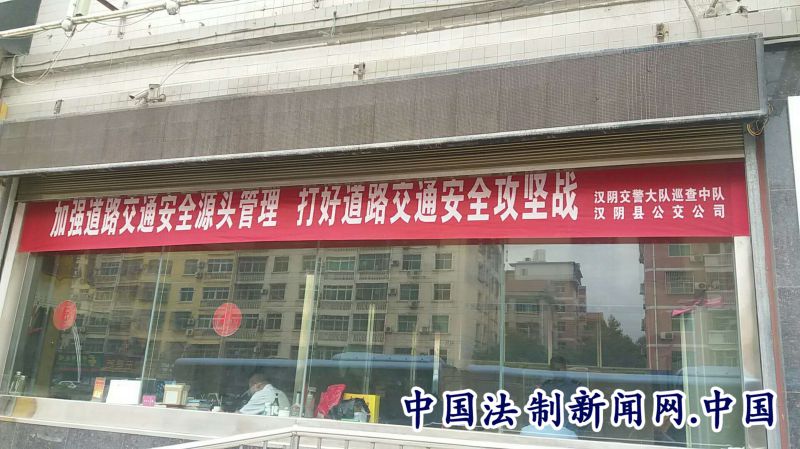 加强道路交通安全源头管理 打好道路交通安全攻坚战
汉阴交警大队巡查中队
汉阴县公交公司
中国法制新闻网.中国